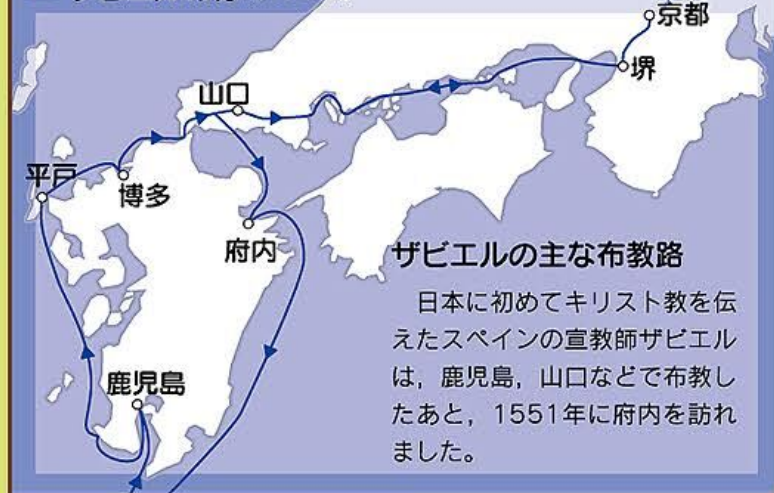 京都
堺
山口
平戸
博多
府内
鹿児島
ザビエルの主な布教路
日本に初めてキリスト教を伝
えたスペインの宣教師ザビエル
は，鹿児島，山口などで布教し
たあと，1551年に府内を訪れ
ました。